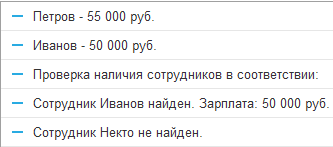 Петров - 55 000 руб.
Иванов - 50 000 руб.
Проверка наличия сотрудников в соответствии:
Сотрудник Иванов найден. Зарплата: 50 000 руб.
Сотрудник Некто не найден.